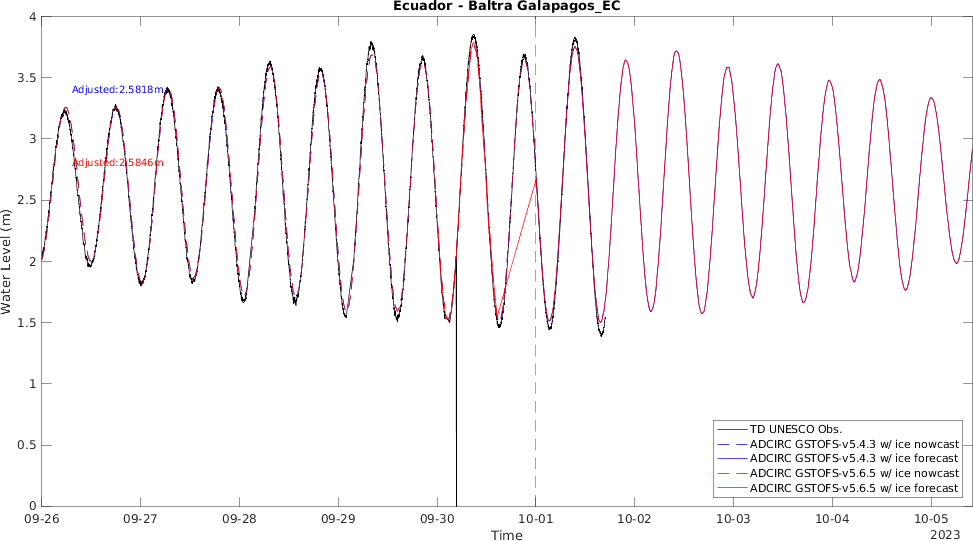 Ecuador - Baltra Galapagos_EC
4
3.5
3
2.5
2
1.5
1
0.5
0
Water Level (m)
Adjusted:2.5818m
Adjusted:2.5846m
TD UNESCO Obs.
ADCIRC GSTOFS-v5.4.3 w/ ice nowcast
ADCIRC GSTOFS-v5.4.3 w/ ice forecast
ADCIRC GSTOFS-v5.6.5 w/ ice nowcast
ADCIRC GSTOFS-v5.6.5 w/ ice forecast
09-26 09-27 09-28 09-29 09-30 10-01 10-02 10-03 10-04 10-05
Time
2023